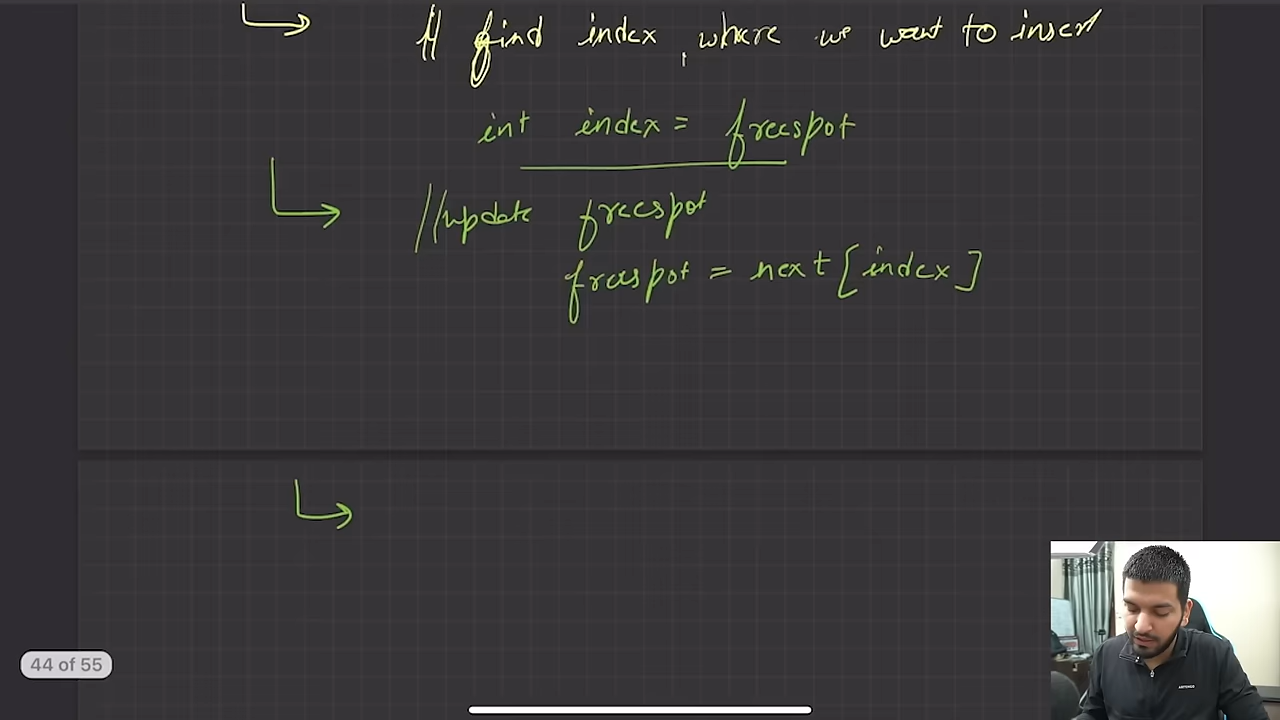 // find index, where we want to insert
int index = freespot
//update freespot
freespot = next[index]
44 of 55